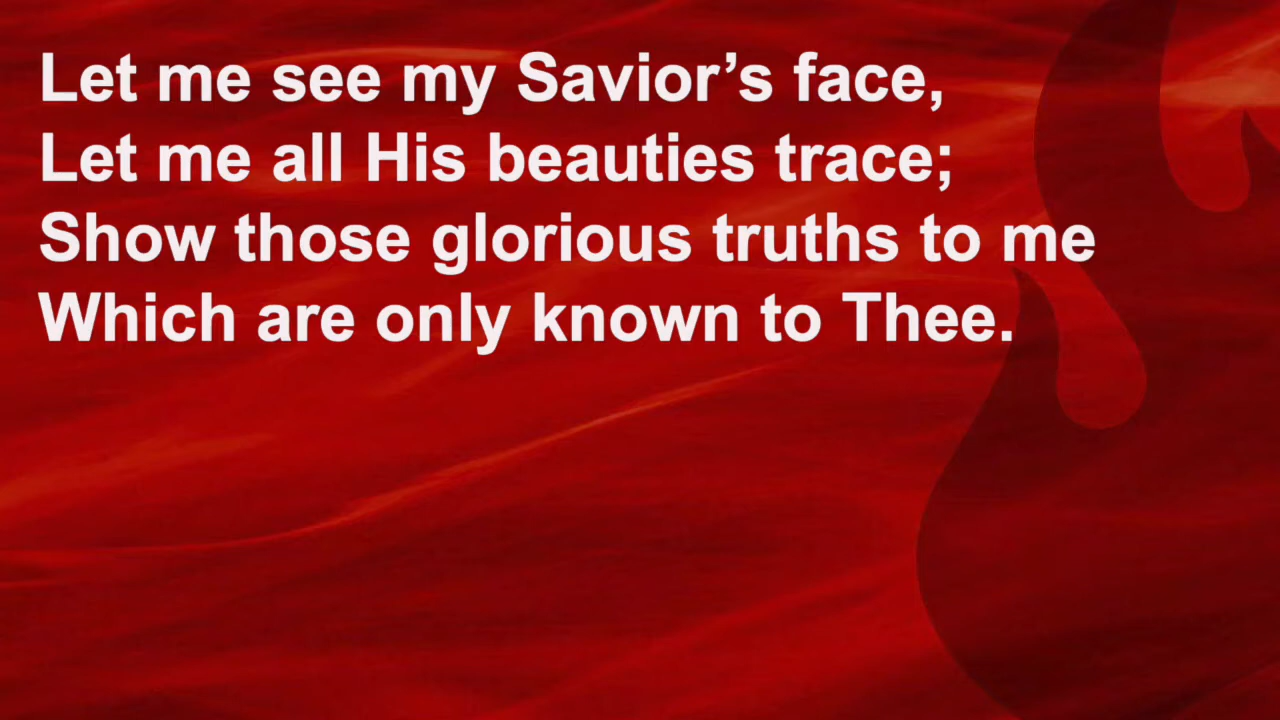 Let me see my Savior’s face,
Let me all His beauties trace;
Show those glorious truths to me
Which are only known to Thee.